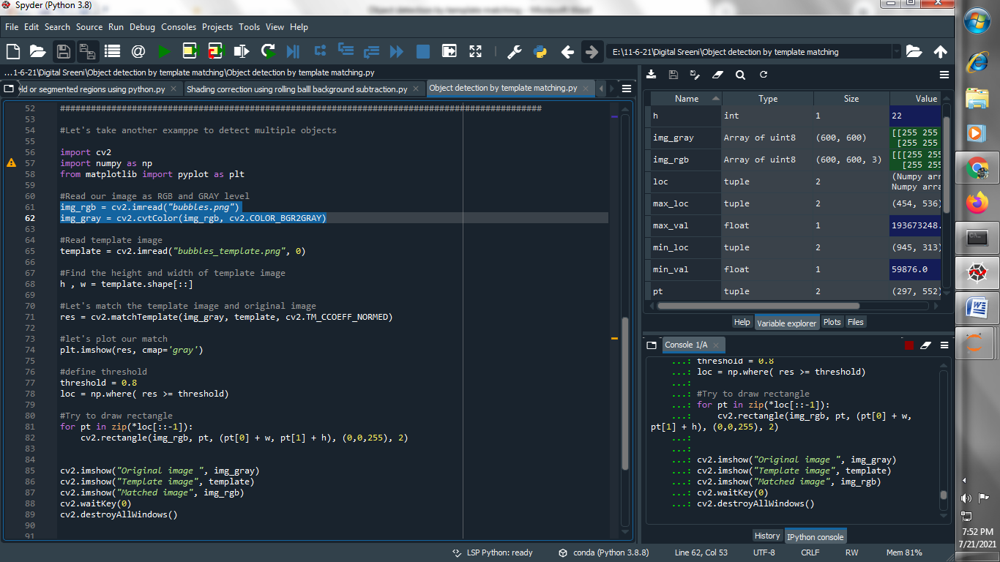 Spyder (Python 3.8)
Object detection by template matching - Microsoft Word
File Edit Search Source Run Debug Consoles Projects Tools View Help
E:\11-6-21\Digital Sreeni\Object detection by template matching
...1-6-21\Digital Sreeni\Object detection by template matching\Object detection by template matching.py
eld or segmented regions using python.py
Shading correction using rolling balll background subtraction.py
Object detection by template matching.py
52 ##############################################################################################
53
54 #Let's take another examppe to detect multiple objects
55
56 import cv2
57 import numpy as np
58 from matplotlib import pyplot as plt
59
60 #Read our image as RGB and GRAY level
61 img_rgb = cv2.imread("bubbles.png")
62 img_gray = cv2.cvtColor(img_rgb, cv2.COLOR_BGR2GRAY)
63
64 #Read template image
65 template = cv2.imread("bubbles_template.png", 0)
66
67 #Find the height and width of template image
68 h , w = template.shape[::]
69
70 #Let's match the template image and original image
71 res = cv2.matchTemplate(img_gray, template, cv2.TM_CCOEFF_NORMED)
72
73 #let's plot our match
74 plt.imshow(res, cmap='gray')
75
76 #define threshold
77 threshold = 0.8
78 loc = np.where( res >= threshold)
79
80 #Try to draw rectangle
81 for pt in zip(*loc[::-1]):
82 cv2.rectangle(img_rgb, pt, (pt[0] + w, pt[1] + h), (0,0,255), 2)
83
84
85 cv2.imshow("Original image ", img_gray)
86 cv2.imshow("Template image", template)
87 cv2.imshow("Matched image", img_rgb)
88 cv2.waitKey(0)
89 cv2.destroyAllWindows()
90
91
Name Type Size Value
h int 1 22
img_gray Array of uint8 (600, 600) [[255 255
[255 255
img_rgb Array of uint8 (600, 600, 3) [[[255 255
[255 255
loc tuple 2 (Numpy arr
Numpy arra
max_loc tuple 2 (454, 536)
max_val float 1 193673248.
min_loc tuple 2 (945, 313)
min_val float 1 59876.0
pt tuple 2 (297, 552)
Help Variable explorer Plots Files
Console 1/A
...: threshold = 0.8
...: loc = np.where( res >= threshold)
...:
...: #Try to draw rectangle
...: for pt in zip(*loc[::-1]):
...: cv2.rectangle(img_rgb, pt, (pt[0] + w,
pt[1] + h), (0,0,255), 2)
...:
...:
...: cv2.imshow("Original image ", img_gray)
...: cv2.imshow("Template image", template)
...: cv2.imshow("Matched image", img_rgb)
...: cv2.waitKey(0)
...: cv2.destroyAllWindows()
History IPython console
LSP Python: ready conda (Python 3.8.8) Line 62, Col 53 UTF-8 CRLF RW Mem 81%
7:52 PM
7/21/2021